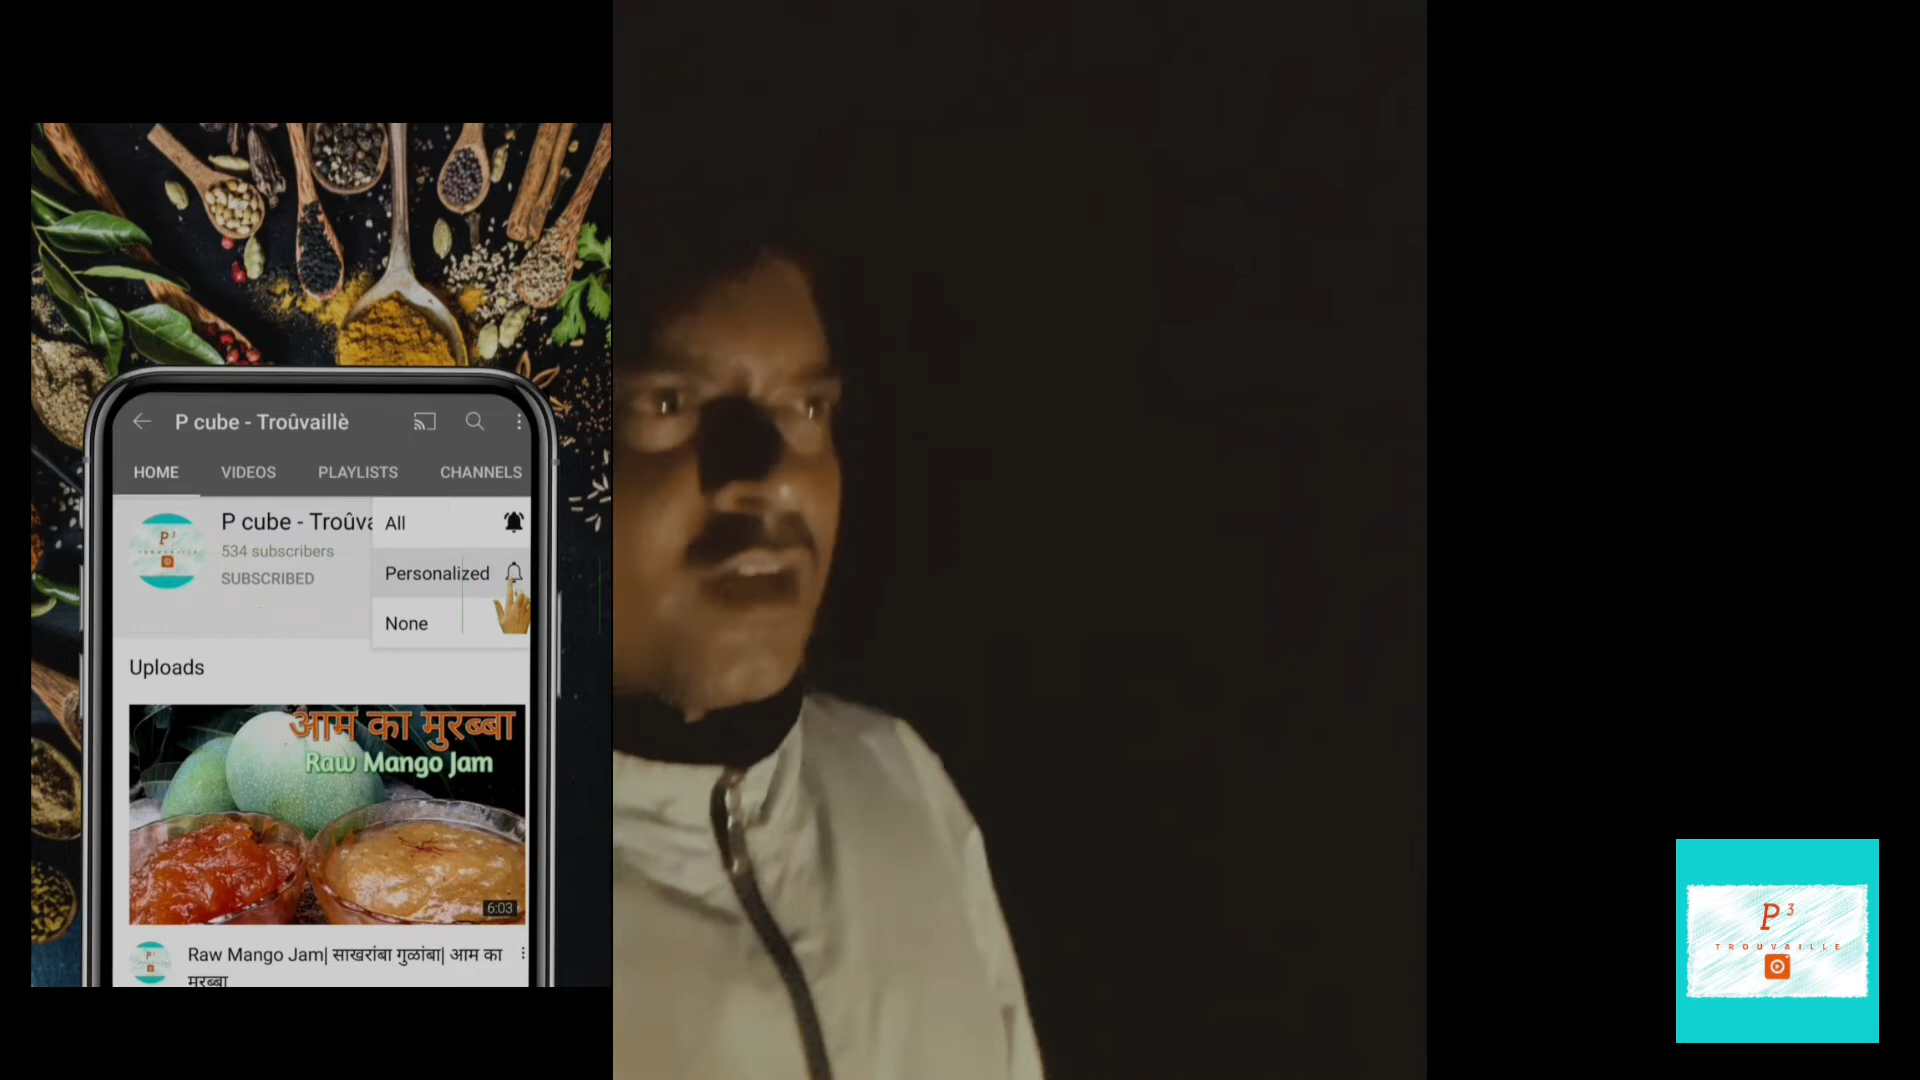 P cube - Troûvaillè
HOME VIDEOS PLAYLISTS CHANNELS
P cube - Troûva
534 subscribers
SUBSCRIBED
All
Personalized
None
Uploads
आम का मुरब्बा
Raw Mango Jam
6:03
Raw Mango Jam| साखरांबा गुळांबा| आम का
मुरब्बा
P 3
TROUVAILLE